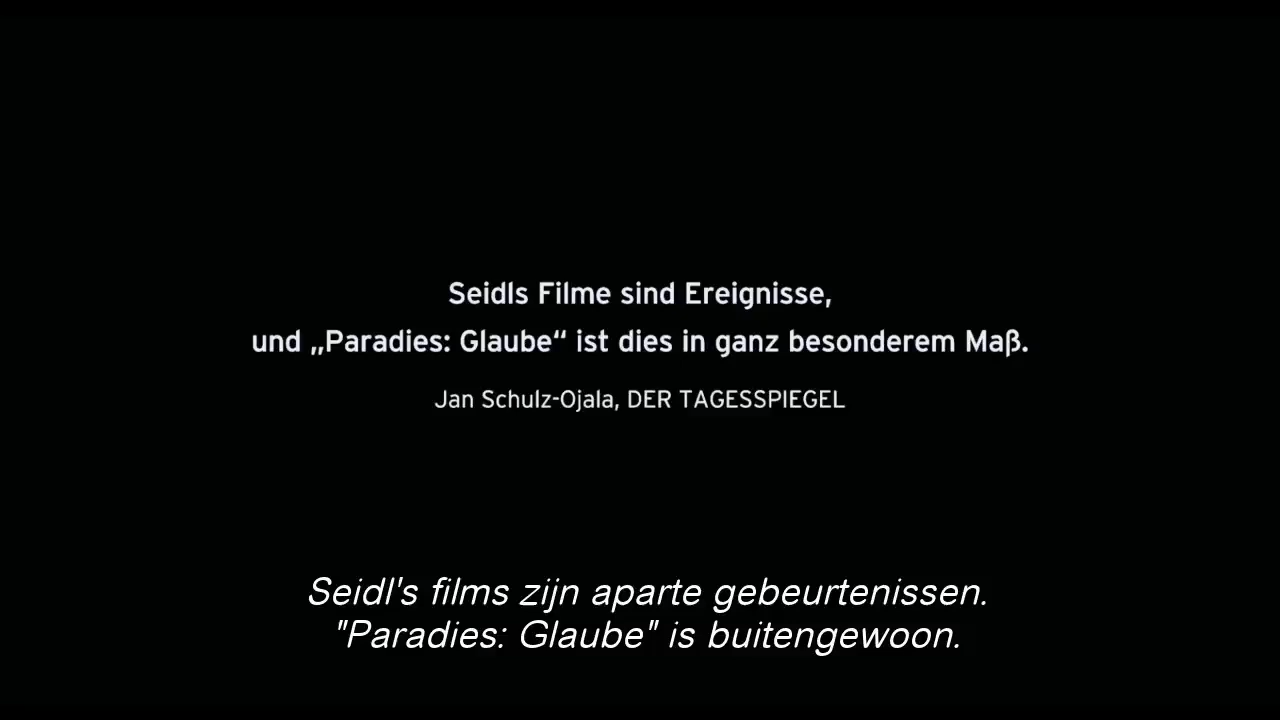 Seidls Filme sind Ereignisse,
und „Paradies: Glaube“ ist dies in ganz besonderem Maß.
Jan Schulz-Ojala, DER TAGESSPIEGEL
Seidl's films zijn aparte gebeurtenissen.
"Paradies: Glaube" is buitengewoon.